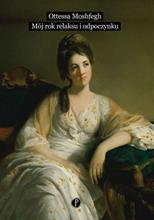 Ottessa Moshfegh
Mój rok relaksu i odpoczynku
p